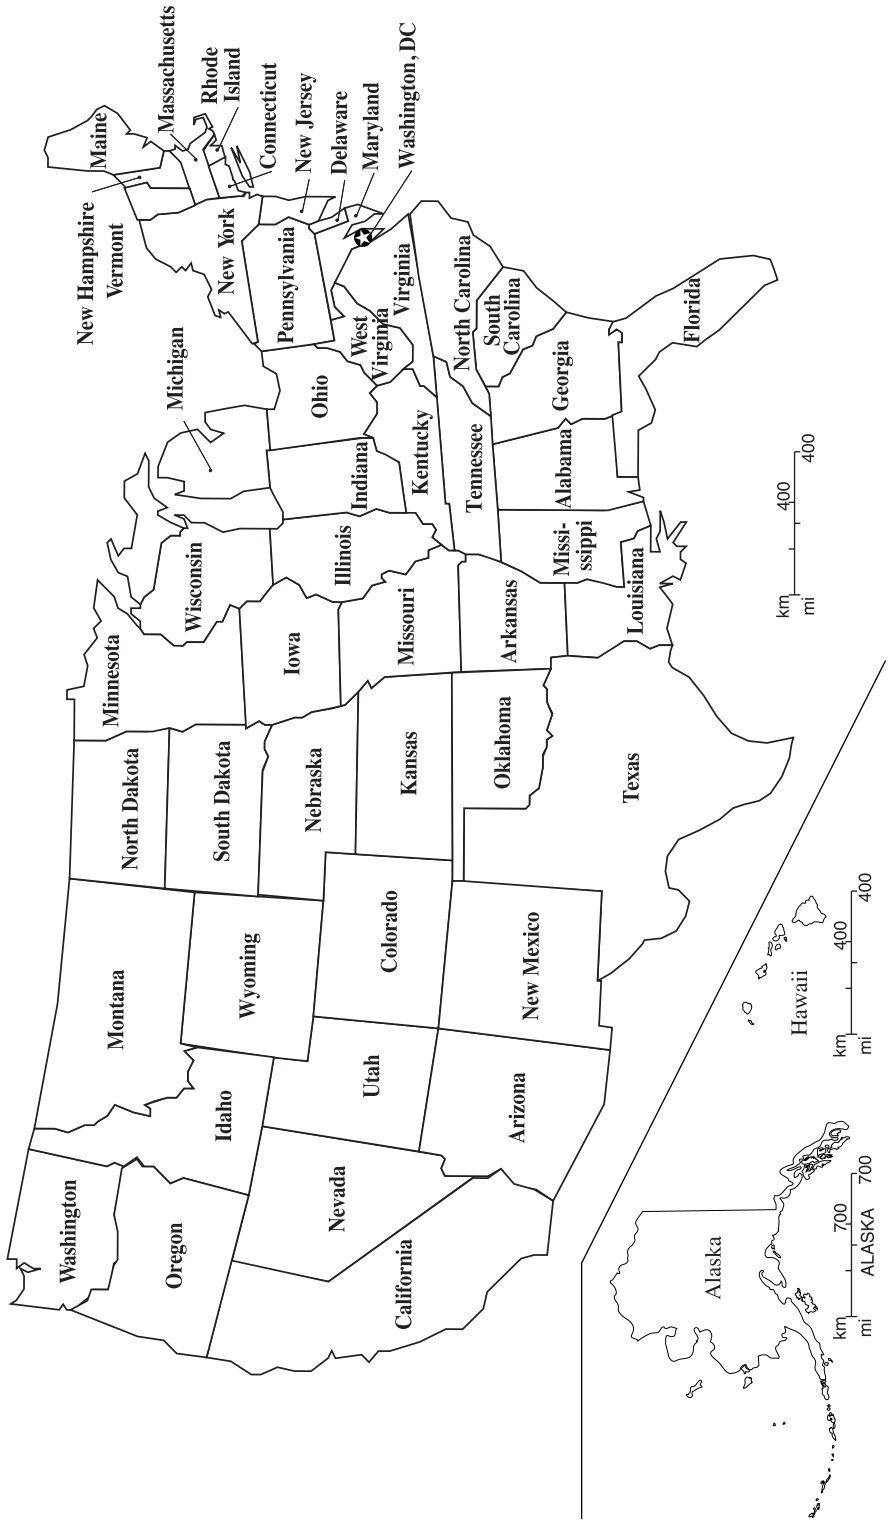 Washington
Oregon
California
Nevada
Idaho
Montana
Wyoming
Utah
Arizona
Colorado
New Mexico
North Dakota
South Dakota
Nebraska
Kansas
Oklahoma
Texas
Minnesota
Iowa
Missouri
Arkansas
Louisiana
Wisconsin
Illinois
Michigan
Indiana
Ohio
Kentucky
Tennessee
Missi-
ssippi
Alabama
Georgia
Florida
South
Carolina
North Carolina
Virginia
West
Virginia
Pennsylvania
New York
Vermont
New Hampshire
Maine
Massachusetts
Rhode
Island
Connecticut
New Jersey
Delaware
Maryland
Washington, DC
Alaska
km 700
mi 700
ALASKA
Hawaii
km 400
mi 400
km 400
mi 400